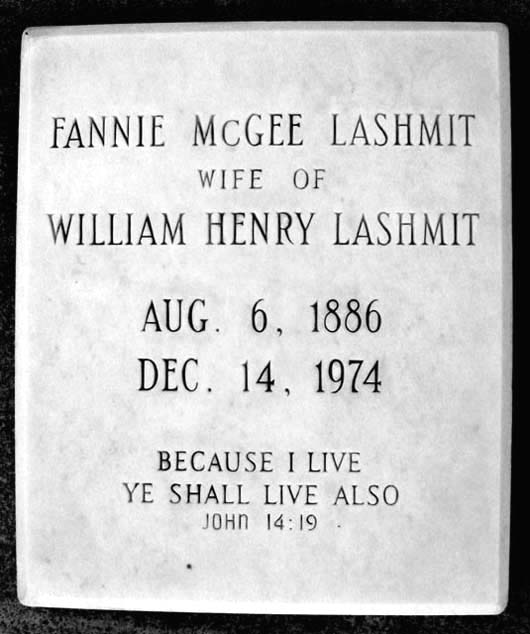 FANNIE McGEE LASHMIT
WIFE OF
WILLIAM HENRY LASHMIT
AUG. 6, 1886
DEC. 14, 1974
BECAUSE I LIVE
YE SHALL LIVE ALSO
JOHN 14:19